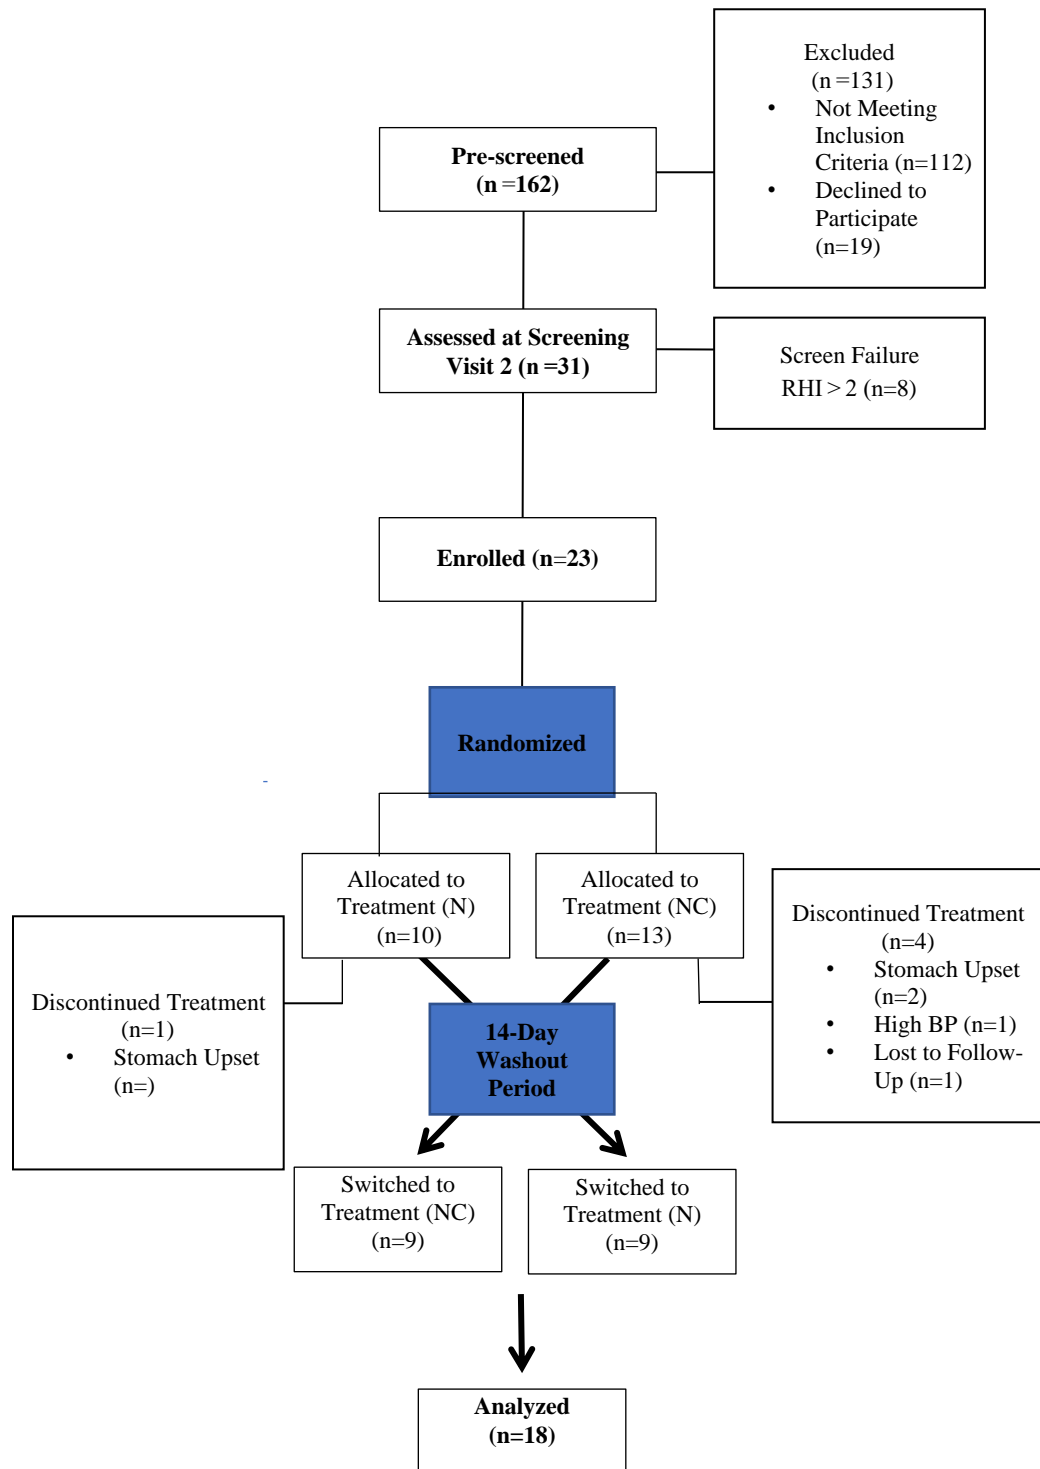 Excluded
(n =131)
• Not Meeting
Inclusion
Criteria (n=112)
• Declined to
Participate
(n=19)
Pre-screened
(n =162)
Assessed at Screening
Visit 2 (n =31)
Screen Failure
RHI > 2 (n=8)
Enrolled (n=23)
Randomized
-
Allocated to
Treatment (N)
(n=10)
Allocated to
Treatment (NC)
(n=13)
Discontinued Treatment
(n=1)
• Stomach Upset
(n=)
Discontinued Treatment
(n=4)
• Stomach Upset
(n=2)
• High BP (n=1)
• Lost to Follow-
Up (n=1)
14-Day
Washout
Period
Switched to
Treatment (NC)
(n=9)
Switched to
Treatment (N)
(n=9)
Analyzed
(n=18)